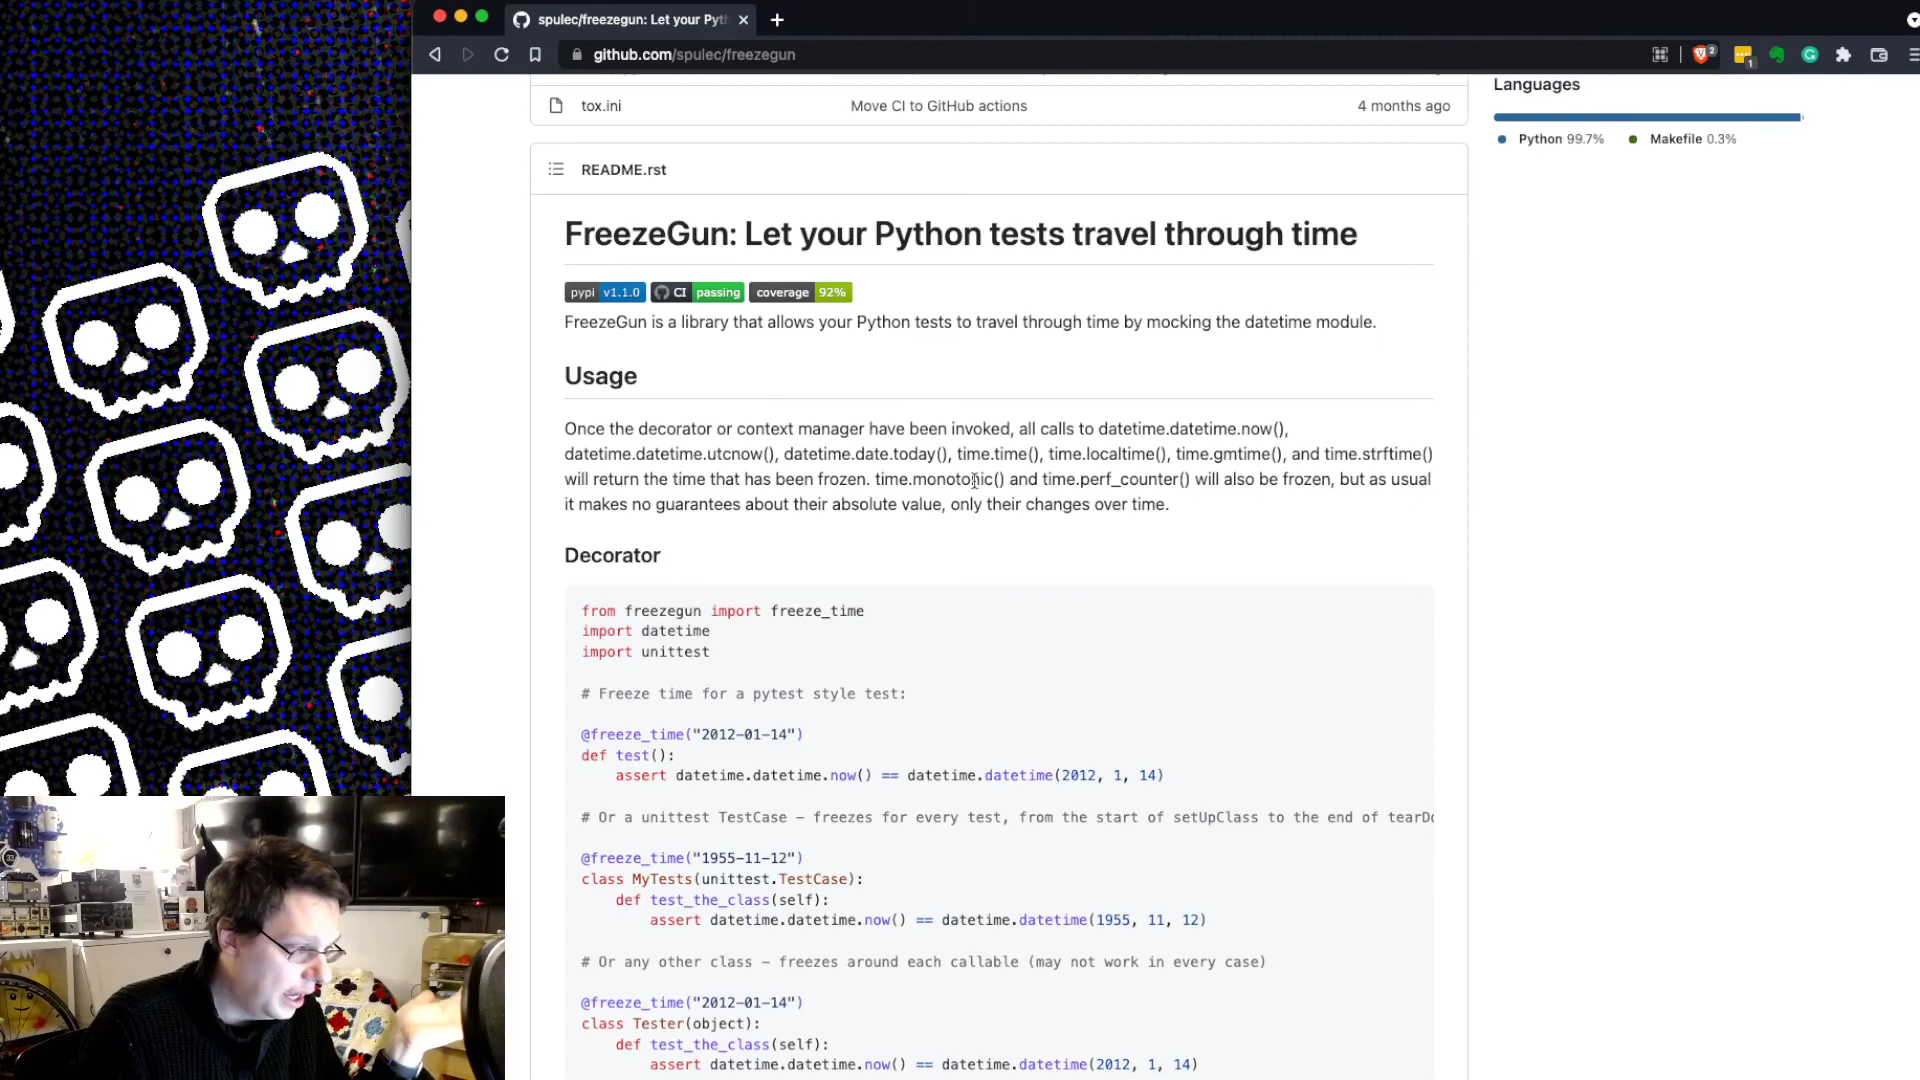 spulec/freezegun: Let your Pyth
github.com/spulec/freezegun
2
1
tox.ini
Move CI to GitHub actions
4 months ago
Languages
Python 99.7%
Makefile 0.3%
README.rst
FreezeGun: Let your Python tests travel through time
pypi v1.1.0
CI passing
coverage 92%
FreezeGun is a library that allows your Python tests to travel through time by mocking the datetime module.
Usage
Once the decorator or context manager have been invoked, all calls to datetime.datetime.now(),
datetime.datetime.utcnow(), datetime.date.today(), time.time(), time.localtime(), time.gmtime(), and time.strftime()
will return the time that has been frozen. time.monotonic() and time.perf_counter() will also be frozen, but as usual
it makes no guarantees about their absolute value, only their changes over time.
Decorator
from freezegun import freeze_time
import datetime
import unittest
# Freeze time for a pytest style test:
@freeze_time("2012-01-14")
def test():
assert datetime.datetime.now() == datetime.datetime(2012, 1, 14)
# Or a unittest TestCase - freezes for every test, from the start of setUpClass to the end of tearDo
@freeze_time("1955-11-12")
class MyTests(unittest.TestCase):
def test_the_class(self):
assert datetime.datetime.now() == datetime.datetime(1955, 11, 12)
# Or any other class - freezes around each callable (may not work in every case)
@freeze_time("2012-01-14")
class Tester(object):
def test_the_class(self):
assert datetime.datetime.now() == datetime.datetime(2012, 1, 14)